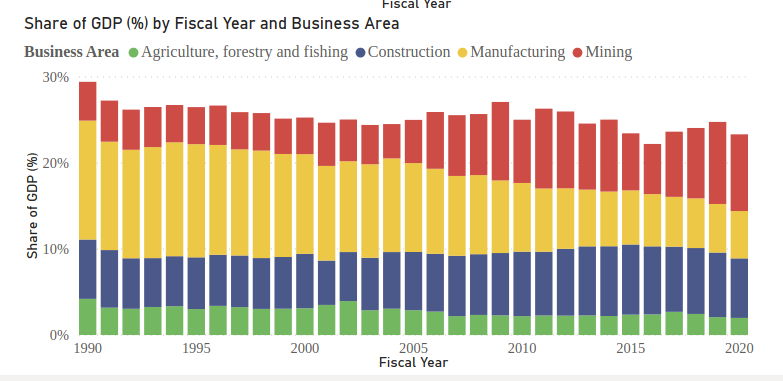 Fiscal Year
Share of GDP (%) by Fiscal Year and Business Area
Business Area Agriculture, forestry and fishing Construction Manufacturing Mining
30%
20%
10%
0%
Share of GDP (%)
1990 1995 2000 2005 2010 2015 2020
Fiscal Year